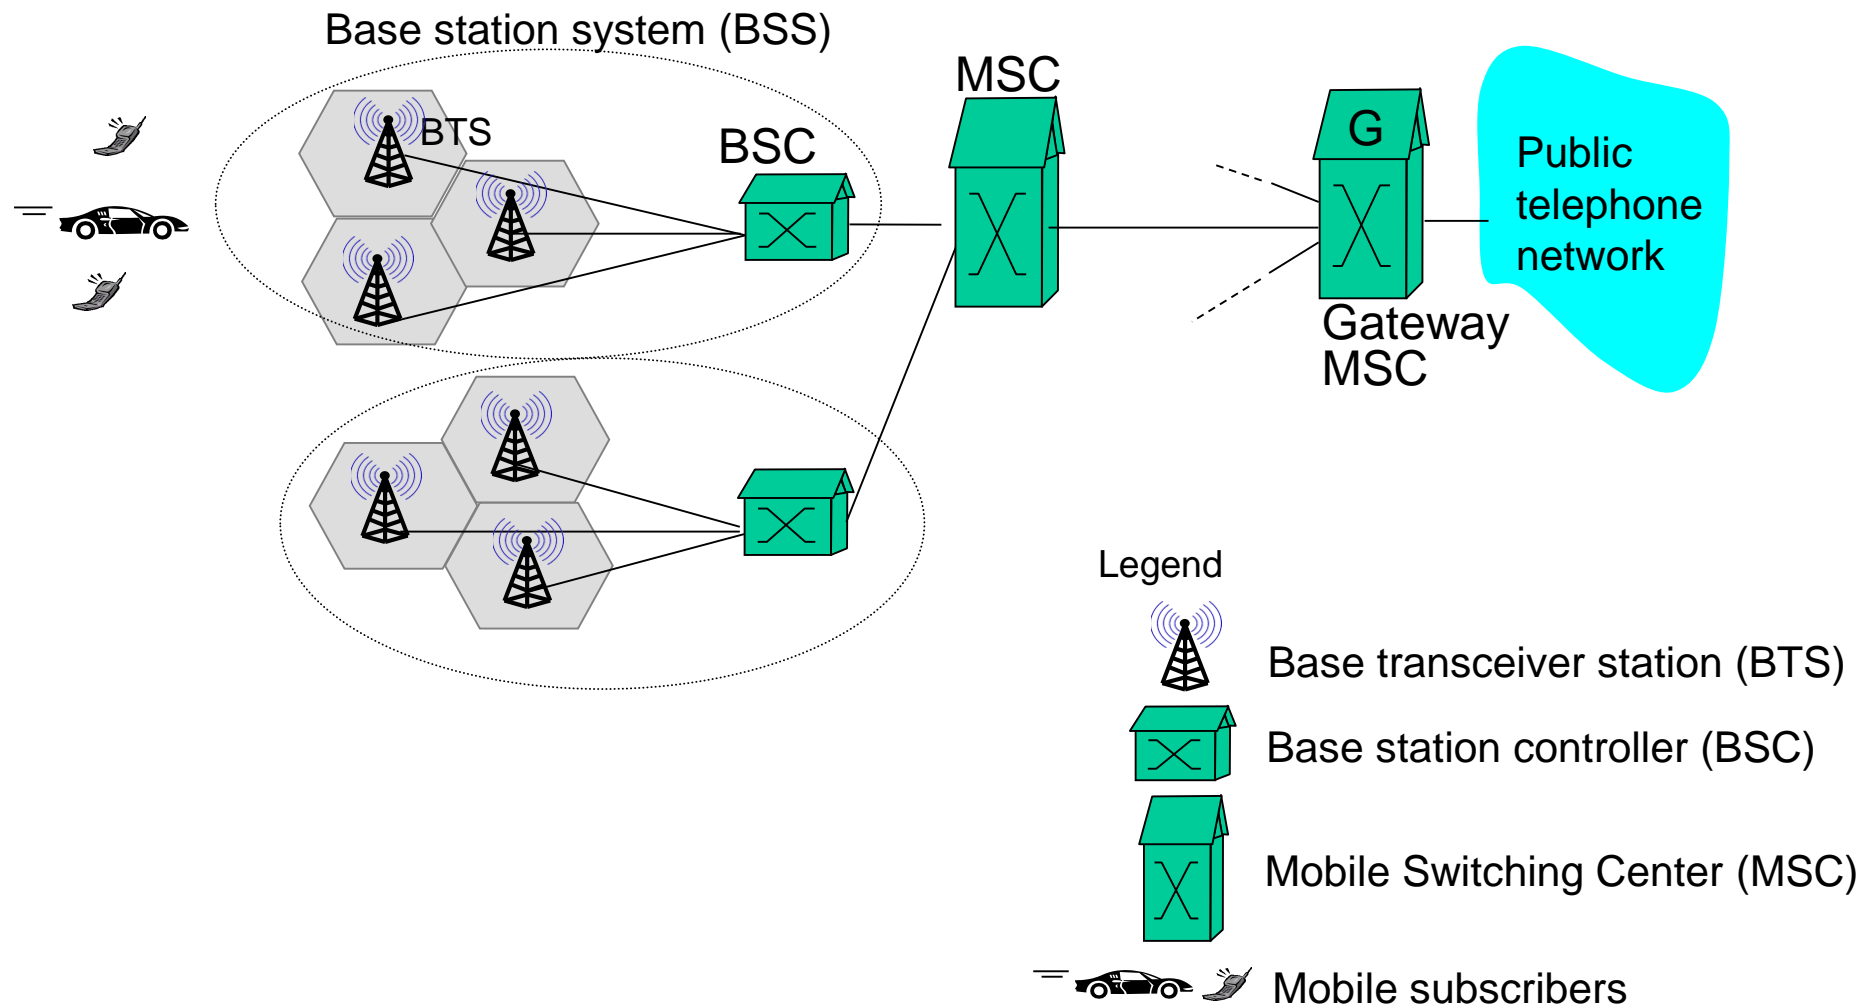 Base station system (BSS)
MSC
BTS
BSC
G
Public
telephone
network
Gateway
MSC
Legend
Base transceiver station (BTS)
Base station controller (BSC)
Mobile Switching Center (MSC)
Mobile subscribers